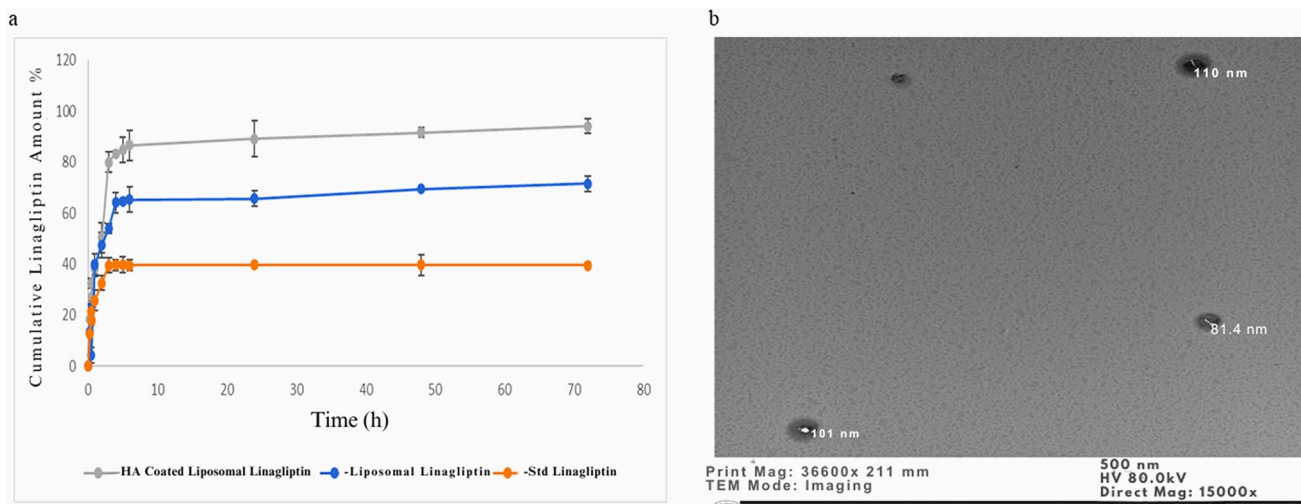 a
b
120
100
80
60
40
20
0
0 10 20 30 40 50 60 70 80
Cumulative Linagliptin Amount %
Time (h)
HA Coated Liposomal Linagliptin -Liposomal Linagliptin -Std Linagliptin
110 nm
81.4 nm
101 nm
Print Mag: 36600x 211 mm
TEM Mode: Imaging
500 nm
HV 80.0kV
Direct Mag: 15000x